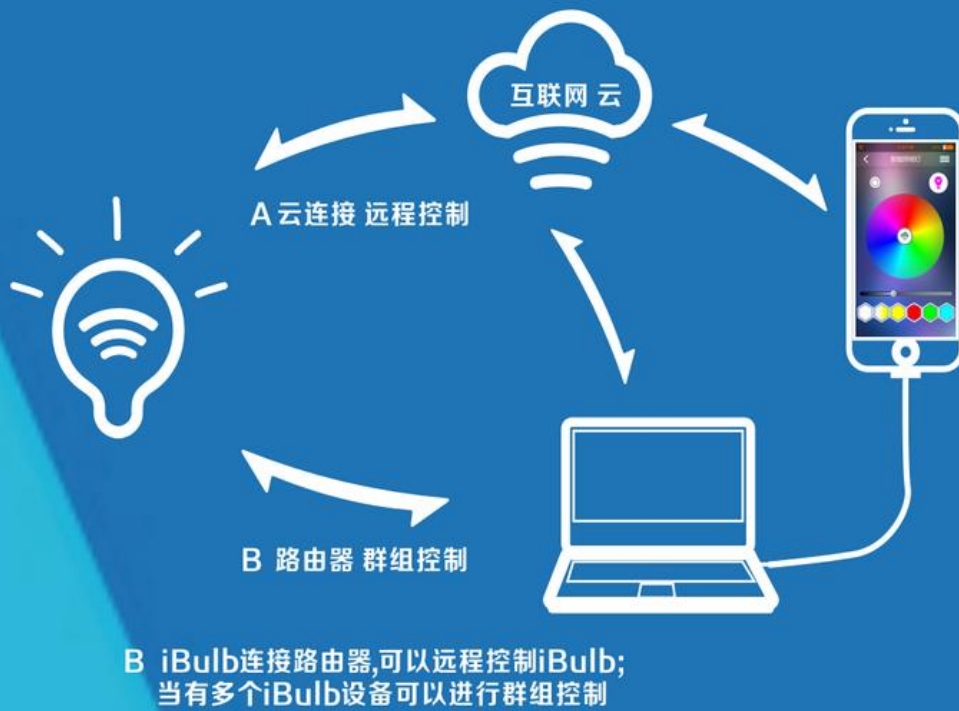 互联网 云
A 云连接 远程控制
B 路由器 群组控制
B iBulb连接路由器,可以远程控制iBulb;
当有多个iBulb设备可以进行群组控制